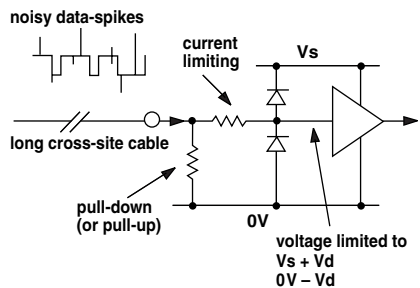 noisy data-spikes
current
limiting
Vs
long cross-site cable
pull-down
(or pull-up)
0V
voltage limited to
Vs + Vd
0V – Vd